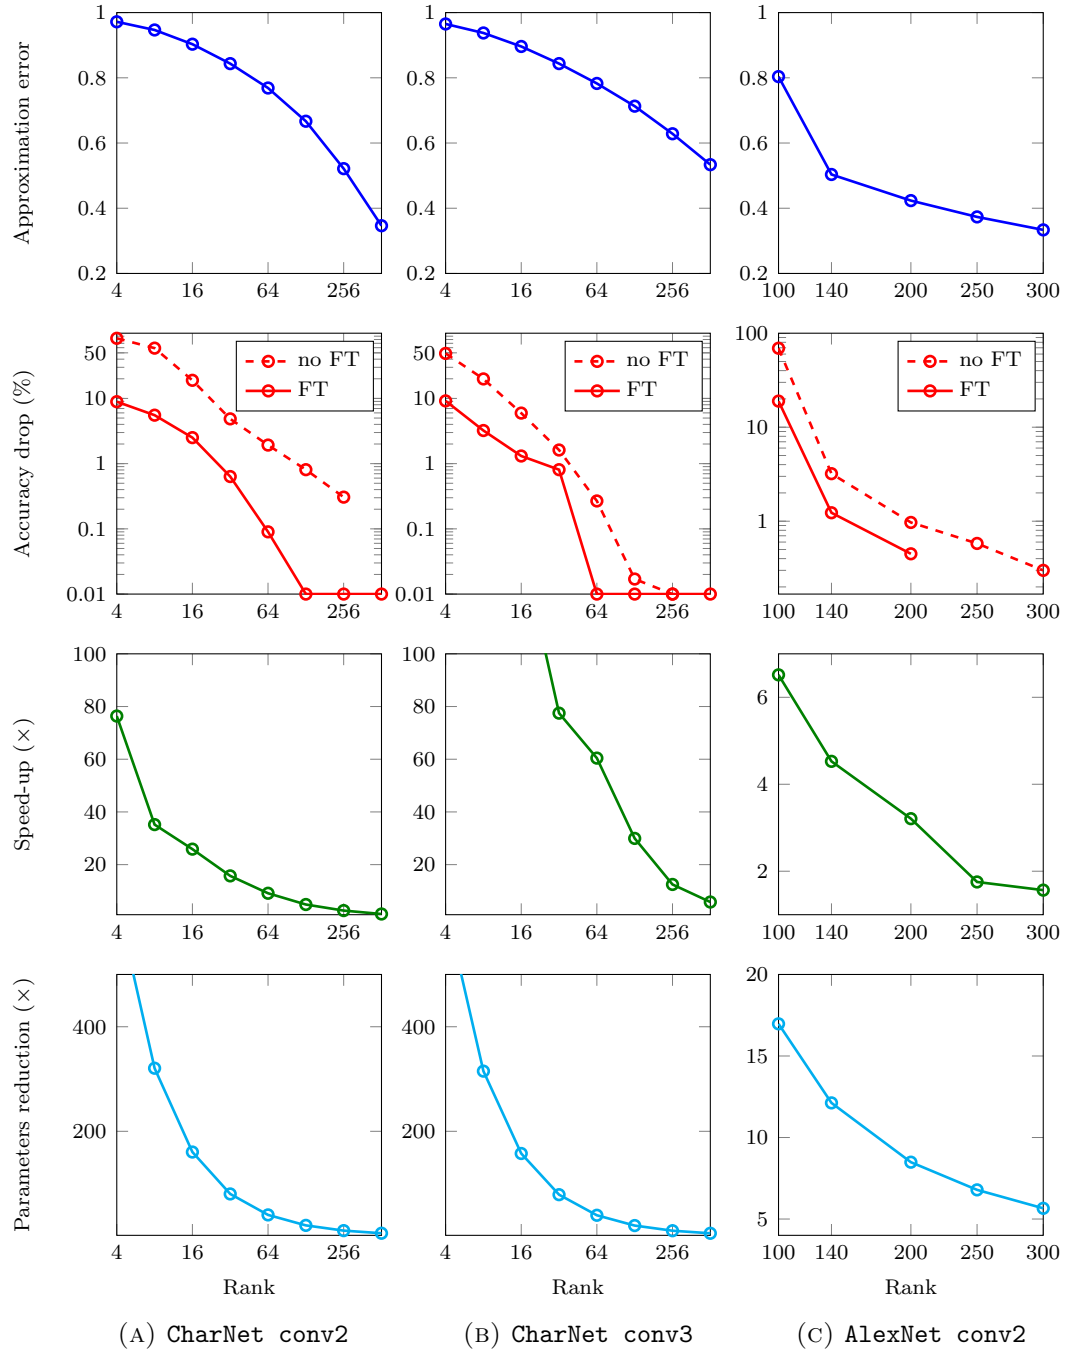 Approximation error
1
0.8
0.6
0.4
0.2
4 16 64 256
1
0.8
0.6
0.4
0.2
4 16 64 256
1
0.8
0.6
0.4
0.2
100 140 200 250 300
Accuracy drop (%)
50
10
1
0.1
0.01
4 16 64 256
no FT
FT
50
10
1
0.1
0.01
4 16 64 256
no FT
FT
100
10
1
100 140 200 250 300
no FT
FT
Speed-up (×)
100
80
60
40
20
4 16 64 256
100
80
60
40
20
4 16 64 256
6
4
2
100 140 200 250 300
Parameters reduction (×)
400
200
4 16 64 256
Rank
400
200
4 16 64 256
Rank
20
15
10
5
100 140 200 250 300
Rank
(A) CharNet conv2
(B) CharNet conv3
(C) AlexNet conv2